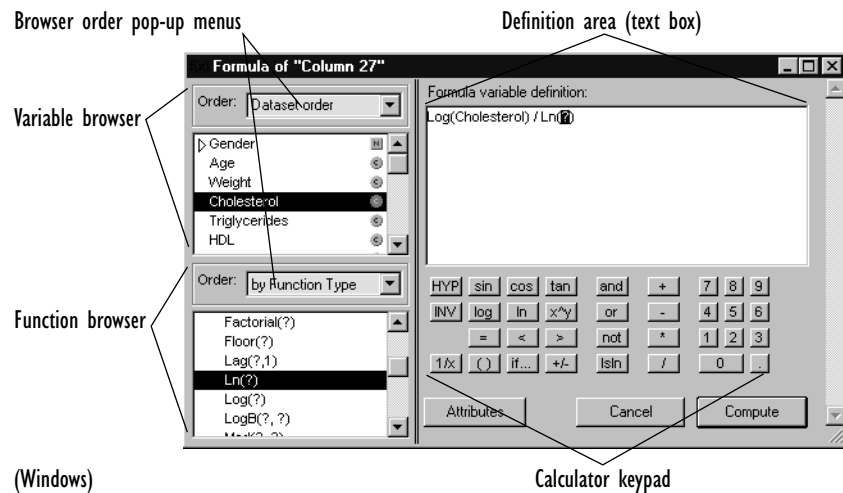 Browser order pop-up menus
Definition area (text box)
Formula of "Column 27"
Variable browser
Order: Dataset order
Gender N
Age C
Weight C
Cholesterol C
Triglycerides C
HDL C
Formula variable definition:
Log(Cholesterol) / Ln(?)
Function browser
Order: by Function Type
Factorial(?)
Floor(?)
Lag(?,1)
Ln(?)
Log(?)
LogB(?, ?)
HYP sin cos tan and + 7 8 9
INV log ln x^y or - 4 5 6
= < > not * 1 2 3
1/x ( ) if... +/- IsIn / 0 .
Attributes Cancel Compute
(Windows)
Calculator keypad